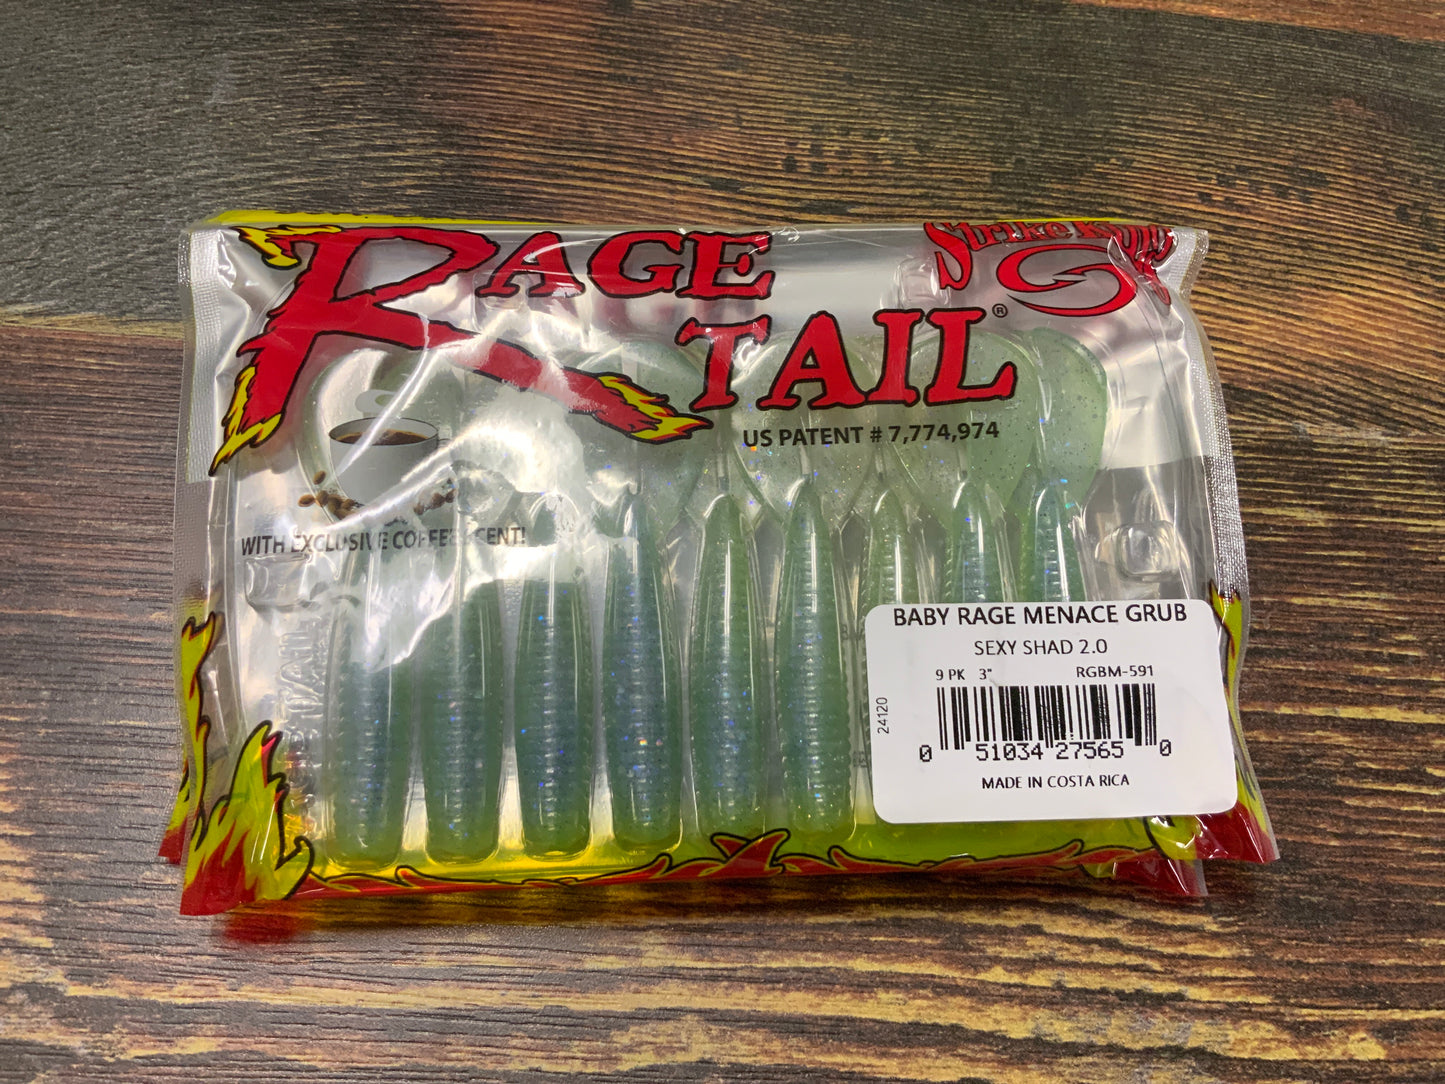 RAGE
TAIL®
Strike King
US PATENT # 7,774,974
WITH EXCLUSIVE COFFEE SCENT!
BABY RAGE MENACE GRUB
SEXY SHAD 2.0
9 PK 3" RGBM-591
24120
0 51034 27565 0
MADE IN COSTA RICA